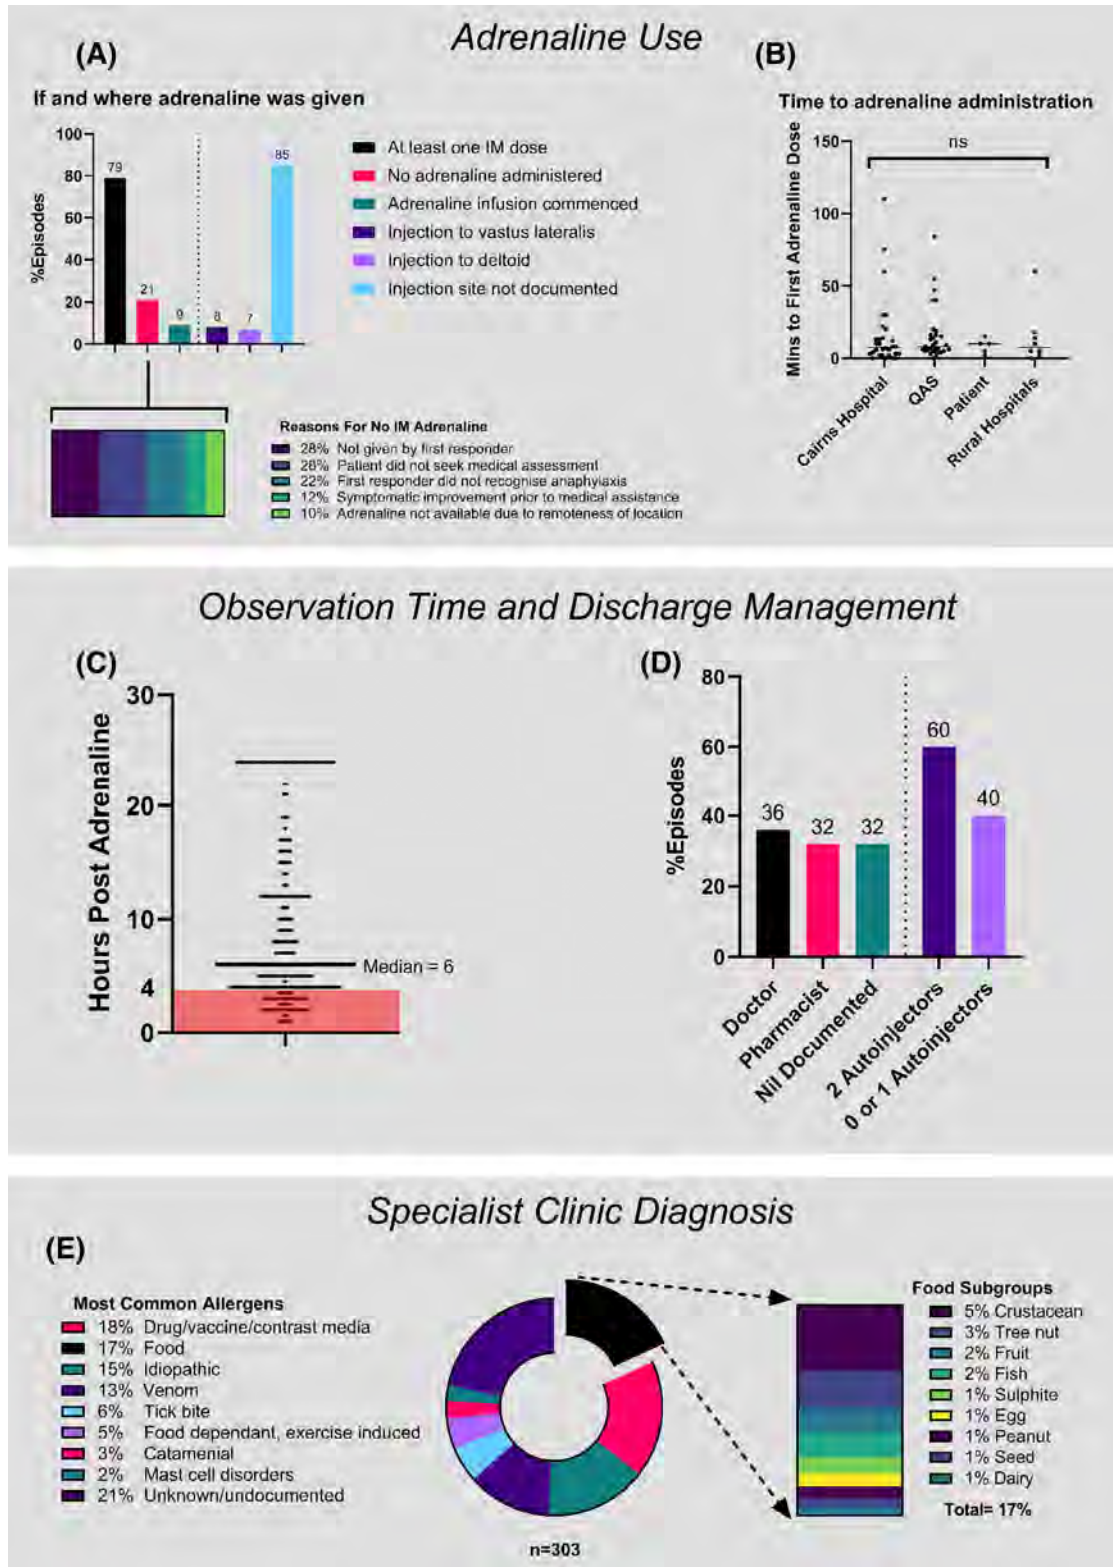 Adrenaline Use
(A)
If and where adrenaline was given
%Episodes
100
80
60
40
20
0
79
21
9
8
7
85
At least one IM dose
No adrenaline administered
Adrenaline infusion commenced
Injection to vastus lateralis
Injection to deltoid
Injection site not documented
Reasons For No IM Adrenaline
28% Not given by first responder
28% Patient did not seek medical assessment
22% First responder did not recognise anaphylaxis
12% Symptomatic improvement prior to medical assistance
10% Adrenaline not available due to remoteness of location
(B)
Time to adrenaline administration
Mins to First Adrenaline Dose
150
100
50
0
ns
Cairns Hospital
QAS
Patient
Rural Hospitals
Observation Time and Discharge Management
(C)
Hours Post Adrenaline
30
20
10
4
0
Median = 6
(D)
%Episodes
80
60
40
20
0
36
32
32
60
40
Doctor
Pharmacist
Nil Documented
2 Autoinjectors
0 or 1 Autoinjectors
Specialist Clinic Diagnosis
(E)
Most Common Allergens
18% Drug/vaccine/contrast media
17% Food
15% Idiopathic
13% Venom
6% Tick bite
5% Food dependant, exercise induced
3% Catamenial
2% Mast cell disorders
21% Unknown/undocumented
n=303
Food Subgroups
5% Crustacean
3% Tree nut
2% Fruit
2% Fish
1% Sulphite
1% Egg
1% Peanut
1% Seed
1% Dairy
Total= 17%